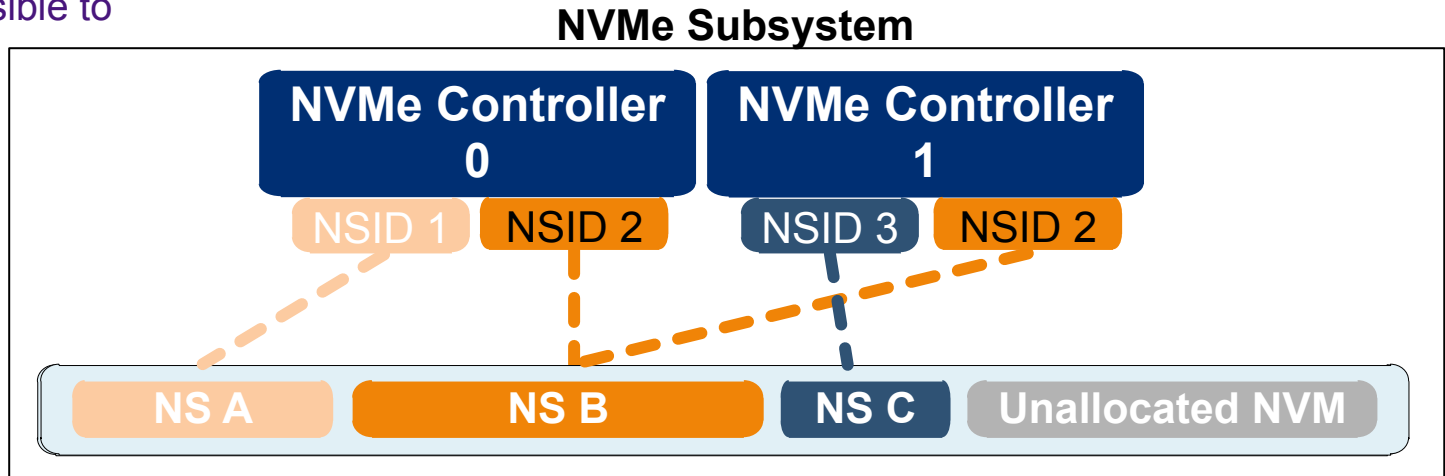 to
NVMe Subsystem
NVMe Controller
0
NVMe Controller
1
NSID 1
NSID 2
NSID 3
NSID 2
NS A
NS B
NS C
Unallocated NVM